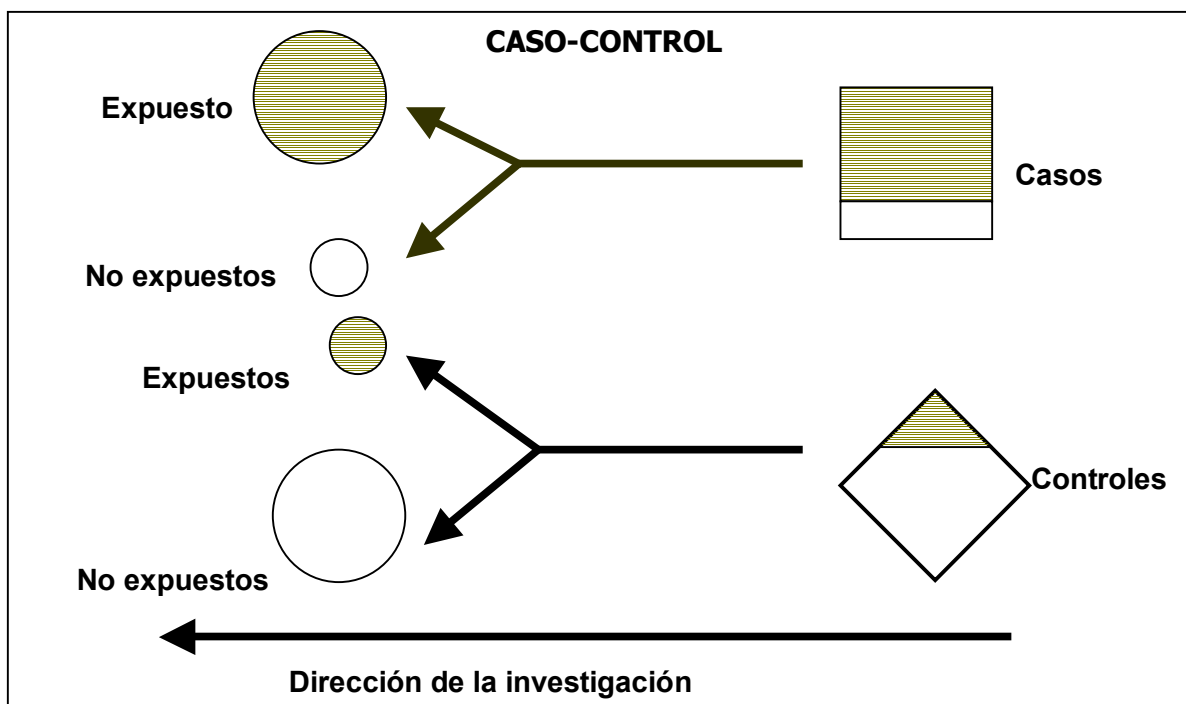 CASO-CONTROL
Expuesto
Casos
No expuestos
Expuestos
Controles
No expuestos
Dirección de la investigación